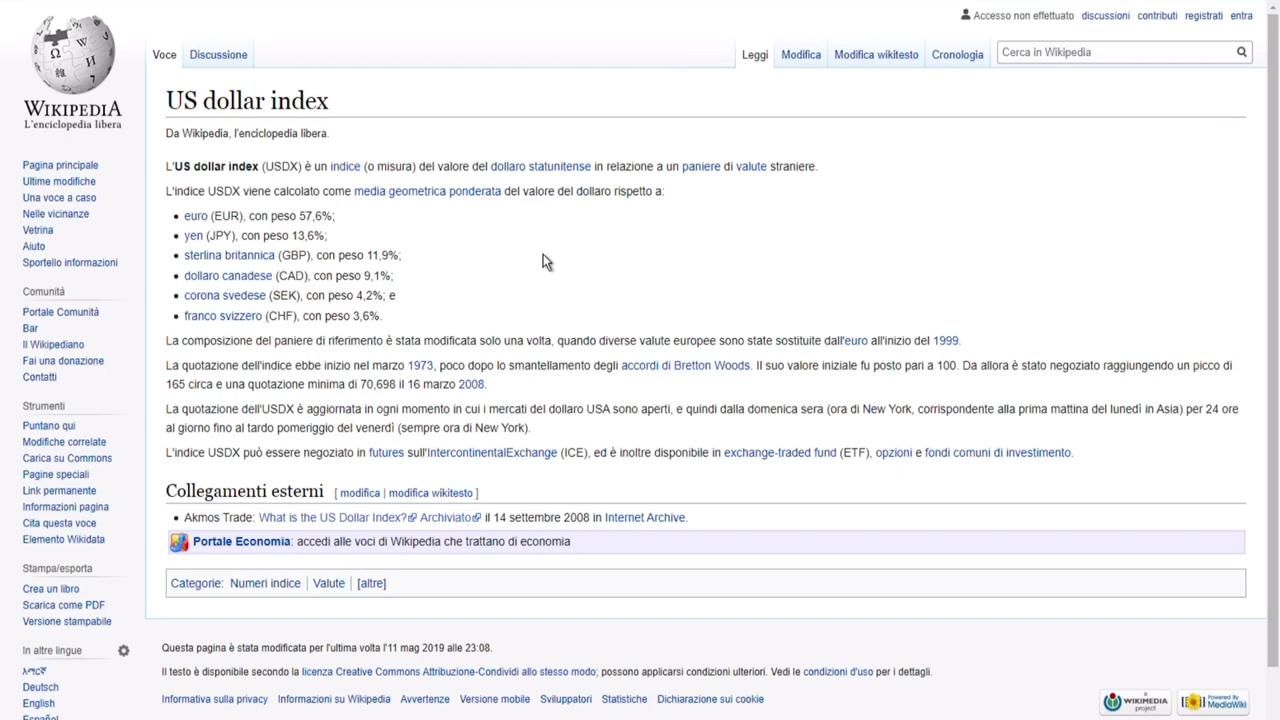 Accesso non effettuato discussioni contributi registrati entra
Voce Discussione Leggi Modifica Modifica wikitesto Cronologia Cerca in Wikipedia
WIKIPEDIA
L'enciclopedia libera
Pagina principale
Ultime modifiche
Una voce a caso
Nelle vicinanze
Vetrina
Aiuto
Sportello informazioni
Comunità
Portale Comunità
Bar
Il Wikipediano
Fai una donazione
Contatti
Strumenti
Puntano qui
Modifiche correlate
Carica su Commons
Pagine speciali
Link permanente
Informazioni pagina
Cita questa voce
Elemento Wikidata
Stampa/esporta
Crea un libro
Scarica come PDF
Versione stampabile
In altre lingue
አማርኛ
Deutsch
English
Español
US dollar index
Da Wikipedia, l'enciclopedia libera.
L'US dollar index (USDX) è un indice (o misura) del valore del dollaro statunitense in relazione a un paniere di valute straniere.
L'indice USDX viene calcolato come media geometrica ponderata del valore del dollaro rispetto a:
• euro (EUR), con peso 57,6%;
• yen (JPY), con peso 13,6%;
• sterlina britannica (GBP), con peso 11,9%;
• dollaro canadese (CAD), con peso 9,1%;
• corona svedese (SEK), con peso 4,2%; e
• franco svizzero (CHF), con peso 3,6%.
La composizione del paniere di riferimento è stata modificata solo una volta, quando diverse valute europee sono state sostituite dall'euro all'inizio del 1999.
La quotazione dell'indice ebbe inizio nel marzo 1973, poco dopo lo smantellamento degli accordi di Bretton Woods. Il suo valore iniziale fu posto pari a 100. Da allora è stato negoziato raggiungendo un picco di
165 circa e una quotazione minima di 70,698 il 16 marzo 2008.
La quotazione dell'USDX è aggiornata in ogni momento in cui i mercati del dollaro USA sono aperti, e quindi dalla domenica sera (ora di New York, corrispondente alla prima mattina del lunedì in Asia) per 24 ore
al giorno fino al tardo pomeriggio del venerdì (sempre ora di New York).
L'indice USDX può essere negoziato in futures sull'IntercontinentalExchange (ICE), ed è inoltre disponibile in exchange-traded fund (ETF), opzioni e fondi comuni di investimento.
Collegamenti esterni [ modifica | modifica wikitesto ]
• Akmos Trade: What is the US Dollar Index? Archiviato il 14 settembre 2008 in Internet Archive.
Portale Economia: accedi alle voci di Wikipedia che trattano di economia
Categorie: Numeri indice | Valute | [altre]
Questa pagina è stata modificata per l'ultima volta l'11 mag 2019 alle 23:08.
Il testo è disponibile secondo la licenza Creative Commons Attribuzione-Condividi allo stesso modo; possono applicarsi condizioni ulteriori. Vedi le condizioni d'uso per i dettagli.
Informativa sulla privacy Informazioni su Wikipedia Avvertenze Versione mobile Sviluppatori Statistiche Dichiarazione sui cookie
A WIKIMEDIA project
Powered By MediaWiki